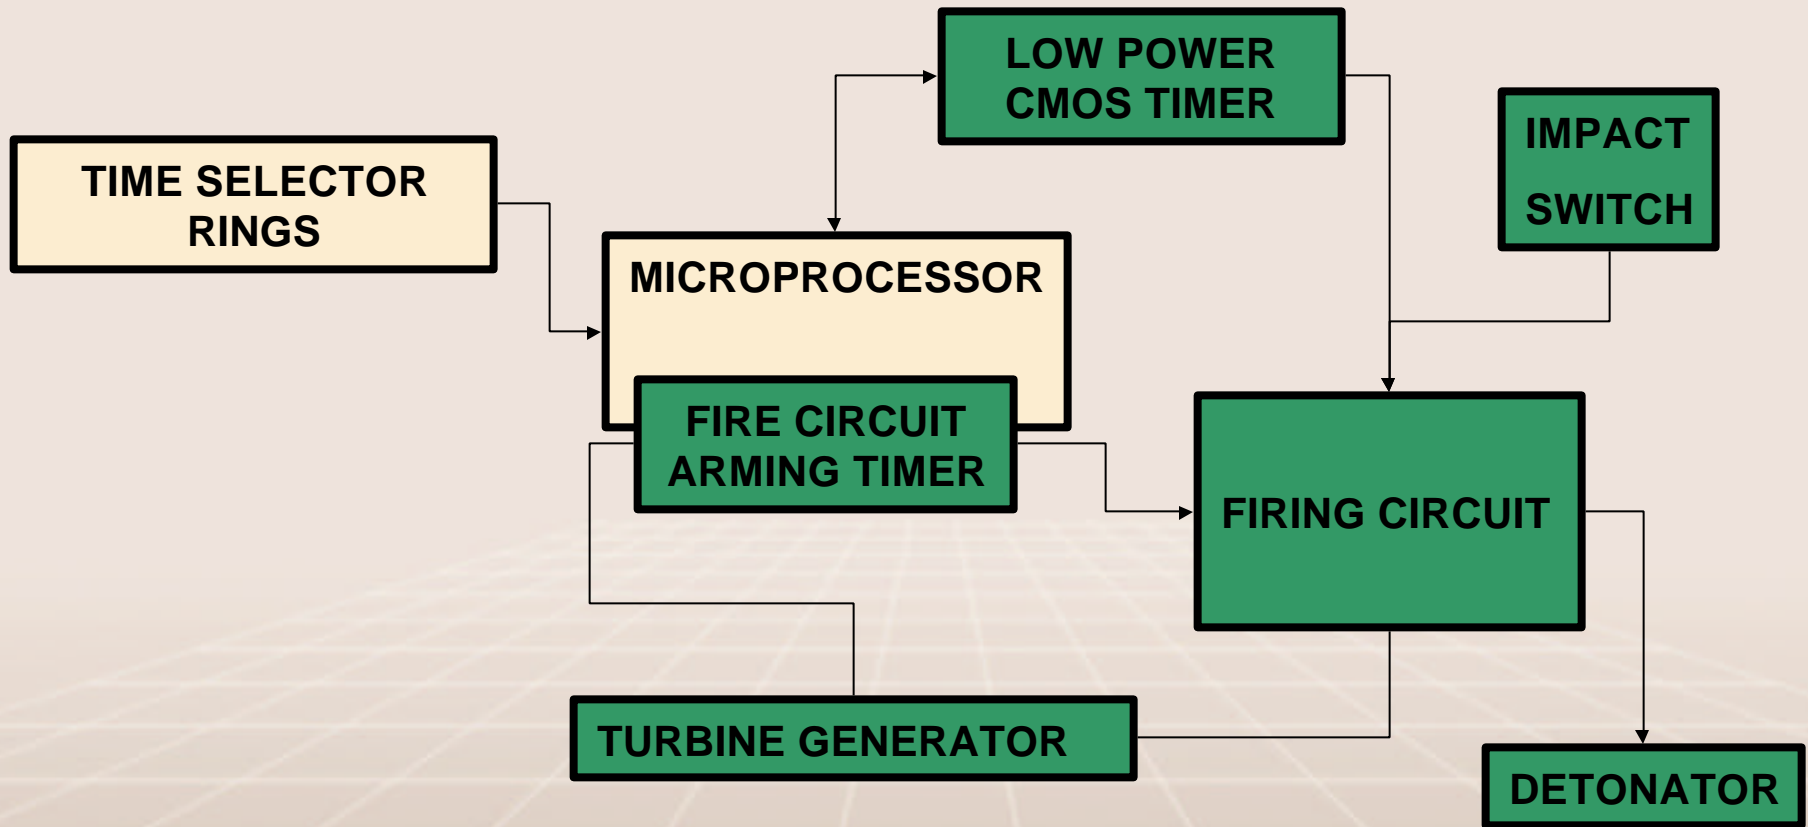 LOW POWER
CMOS TIMER
IMPACT
SWITCH
TIME SELECTOR
RINGS
MICROPROCESSOR
FIRE CIRCUIT
ARMING TIMER
FIRING CIRCUIT
TURBINE GENERATOR
DETONATOR